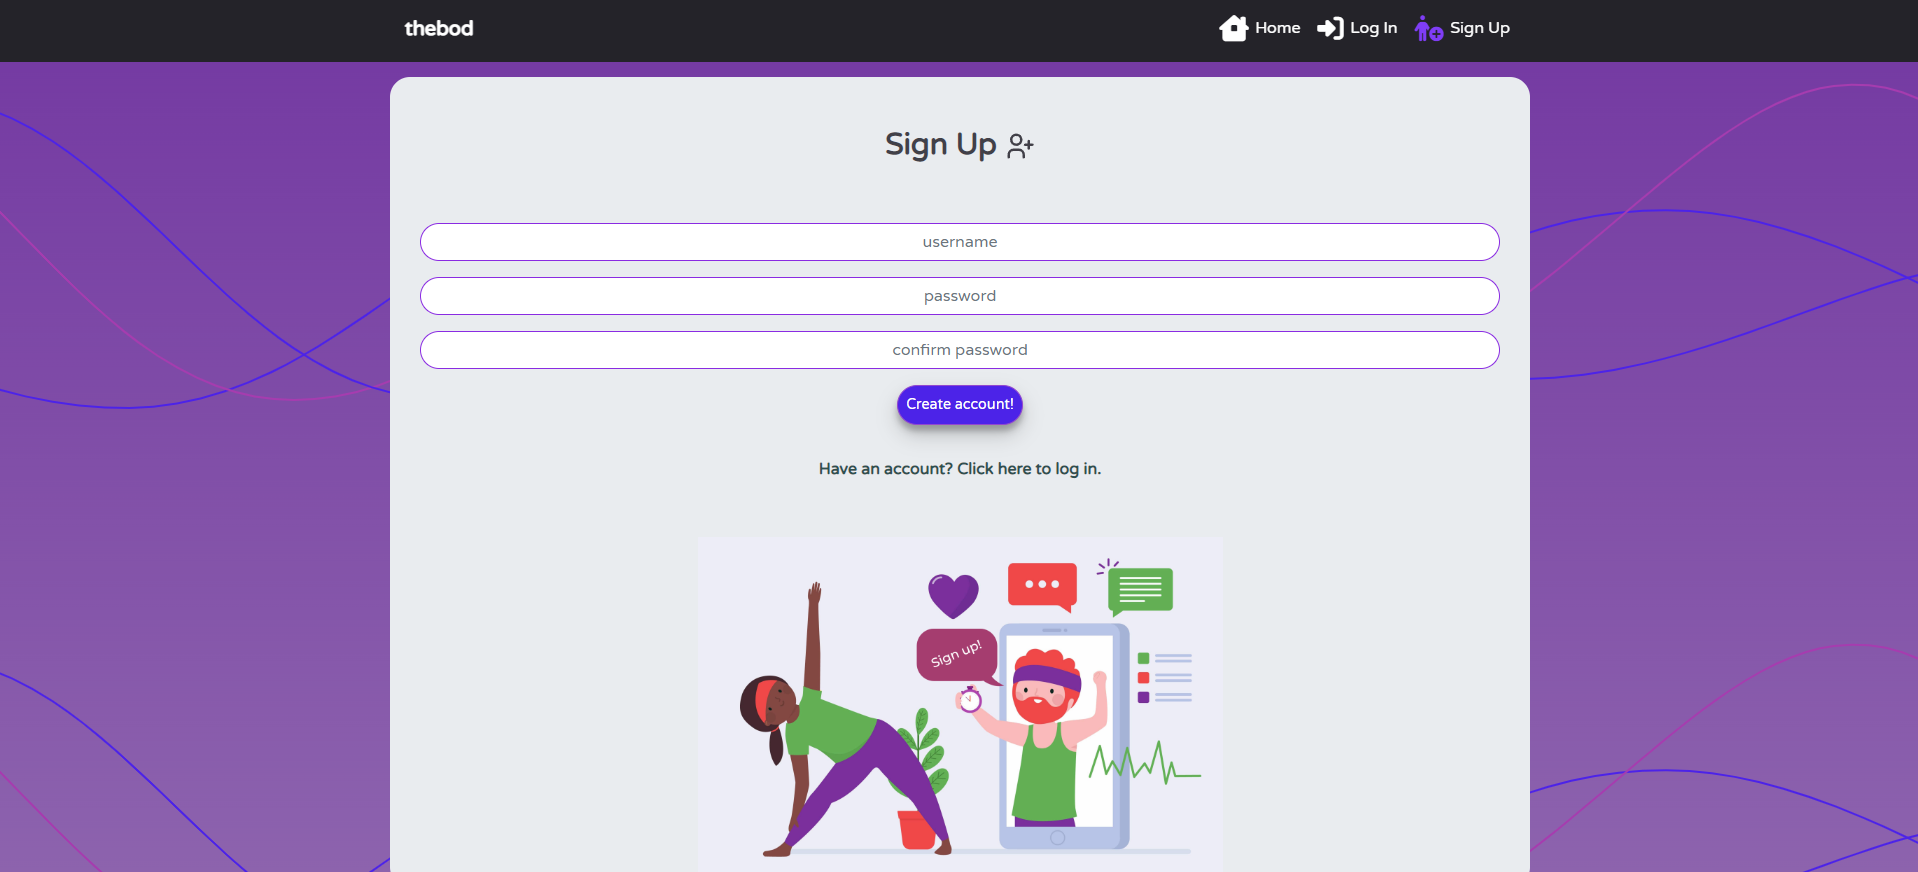 thebod
Home
Log In
Sign Up
Sign Up
username
password
confirm password
Create account!
Have an account? Click here to log in.
Sign up!